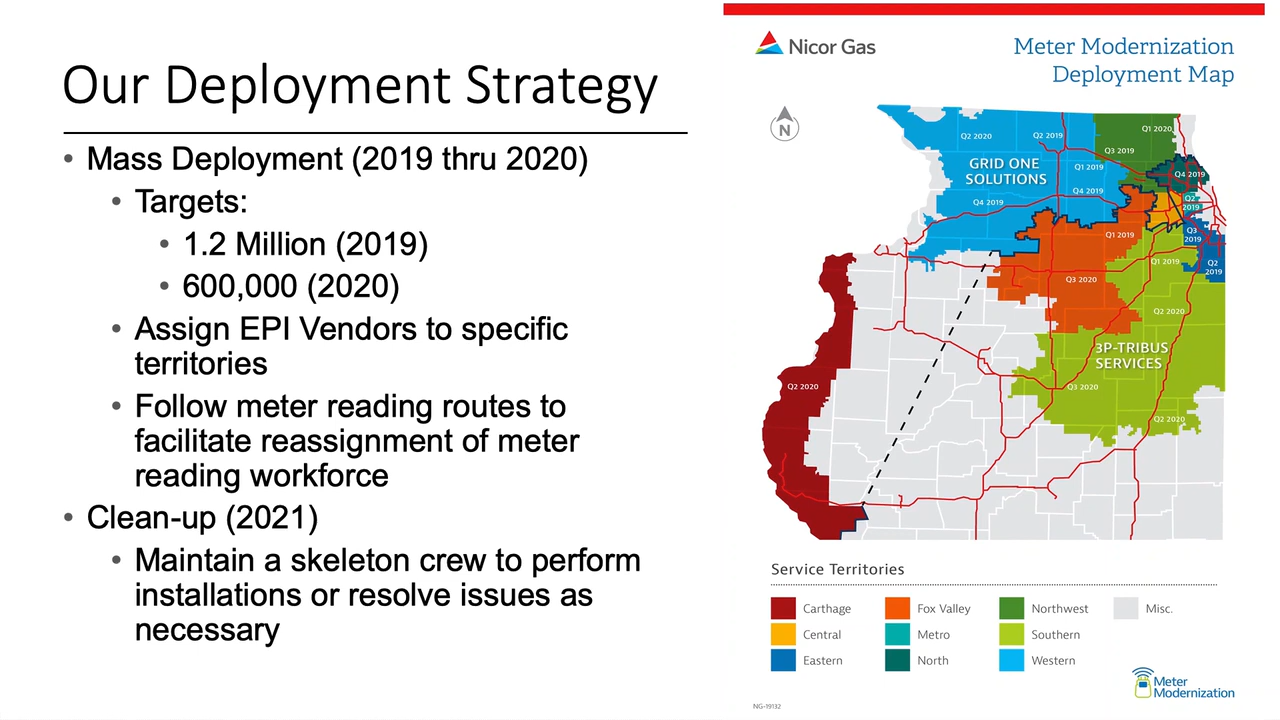 Our Deployment Strategy
• Mass Deployment (2019 thru 2020)
• Targets:
• 1.2 Million (2019)
• 600,000 (2020)
• Assign EPI Vendors to specific
territories
• Follow meter reading routes to
facilitate reassignment of meter
reading workforce
• Clean-up (2021)
• Maintain a skeleton crew to perform
installations or resolve issues as
necessary
Nicor Gas
Meter Modernization
Deployment Map
N
Q2 2020
Q2 2019
Q1 2020
Q3 2019
GRID ONE
SOLUTIONS
Q1 2019
Q4 2019
Q4 2019
Q4 2019
Q2
2019
Q1 2019
Q3
2019
Q1 2019
Q2
2019
Q3 2020
Q2 2020
3P-TRIBUS
SERVICES
Q2 2020
Q3 2020
Q2 2020
Service Territories
Carthage
Fox Valley
Northwest
Misc.
Central
Metro
Southern
Eastern
North
Western
Meter
Modernization
NG-19132